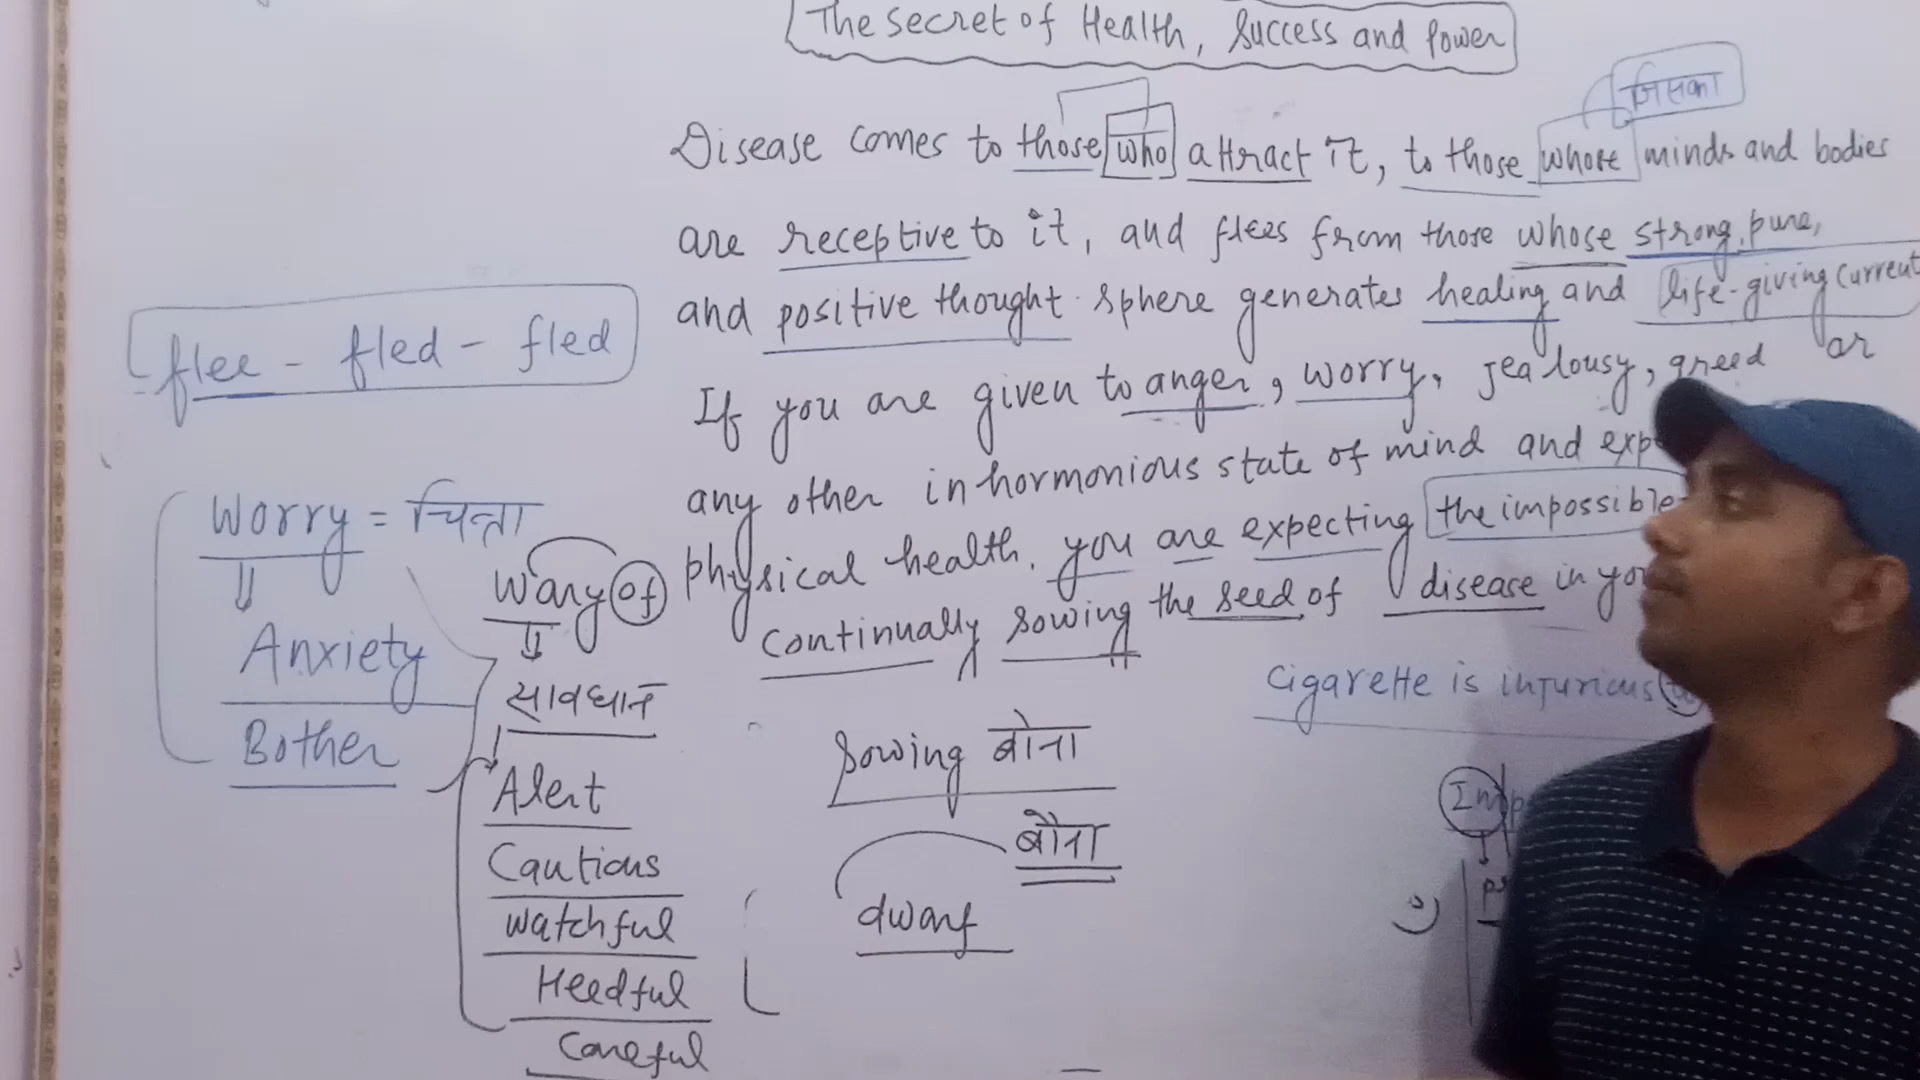 The secret of Health, Success and Power
जिसका
Disease comes to those who attract it, to those whose minds and bodies
are receptive to it, and flees from those whose strong, pure,
and positive thought sphere generates healing and life-giving current
If you are given to anger, worry, jealousy, greed or
any other inhormonious state of mind and exp
physical health, you are expecting the impossible
continually sowing the seed of disease in yo
flee - fled - fled
Worry = चिन्ता
Anxiety
Bother
Wary of
सावधान
Alert
Cautious
Watchful
Heedful
Careful
Sowing बोना
बौना
dwarf
Cigarette is injurious
Imp